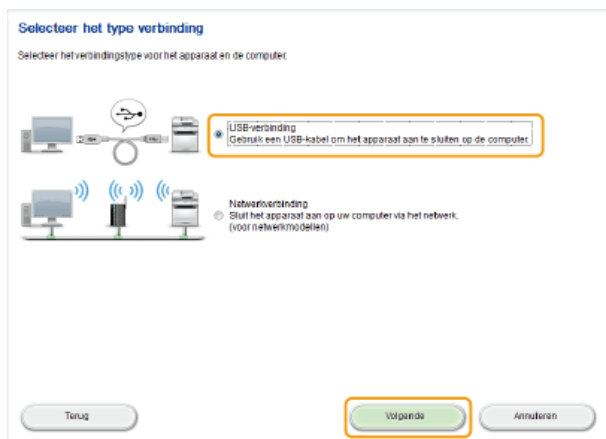 Selecteer het type verbinding
Selecteer het verbindingstype voor het apparaat en de computer.
USB-verbinding
Gebruik een USB-kabel om het apparaat aan te sluiten op de computer.
Netwerkverbinding
Sluit het apparaat aan op uw computer via het netwerk.
(voor netwerkmodellen)
Terug
Volgende
Annuleren